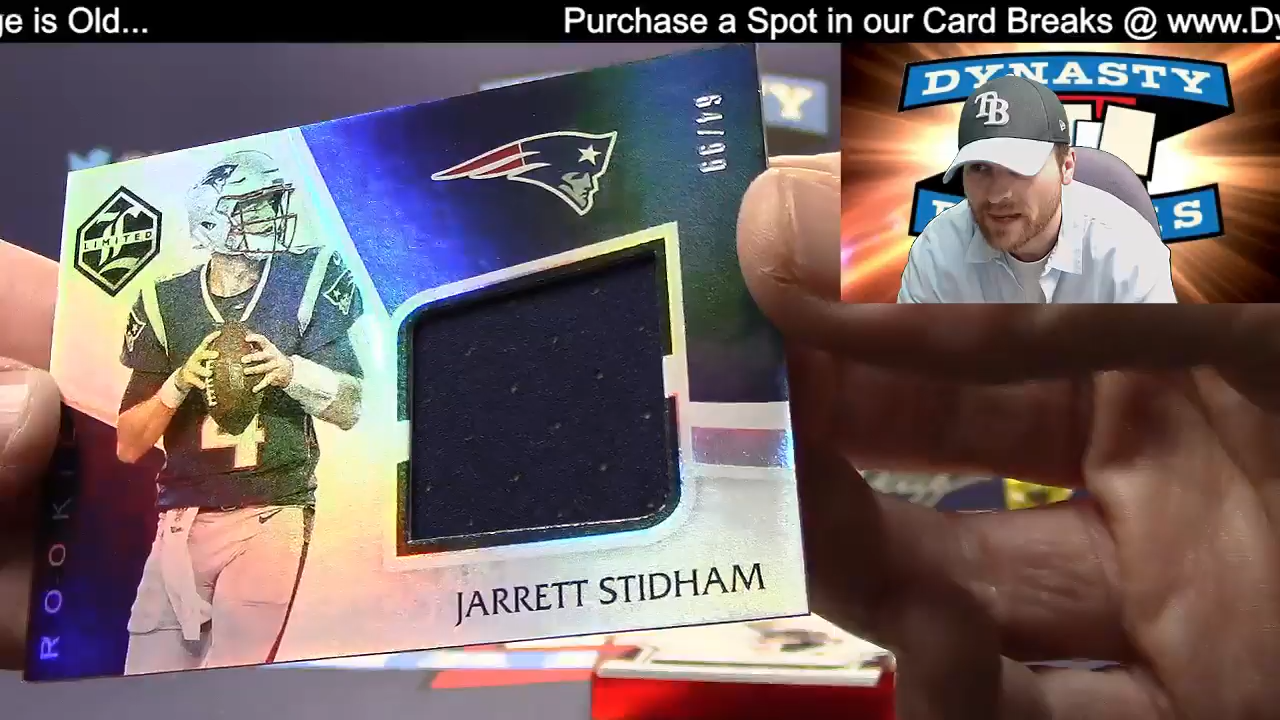 ge is Old... Purchase a Spot in our Card Breaks @ www.Dy
DYNASTY
TB
S
LIMITED
64/99
4
ROOKIE
JARRETT STIDHAM